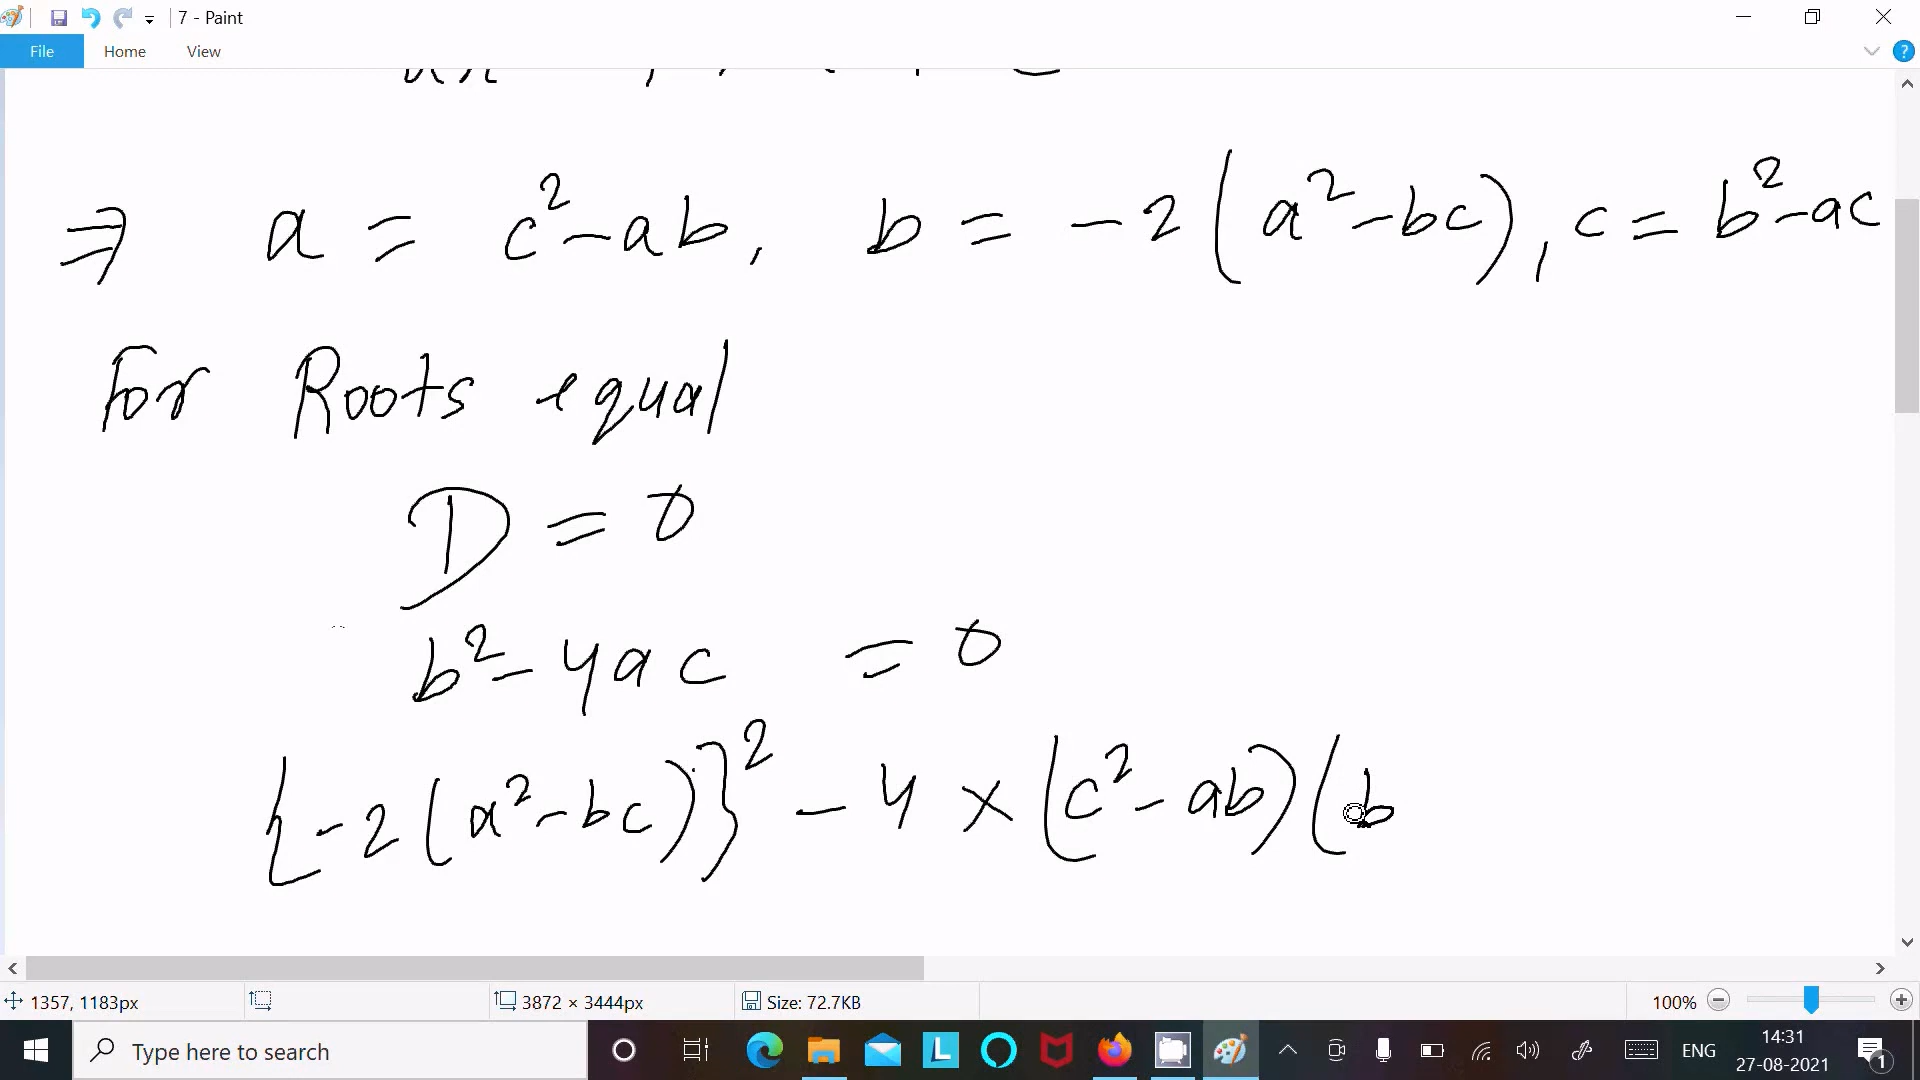 7 - Paint
File Home View
⇒ a = c²-ab, b = -2(a²-bc), c = b²-ac
For Roots equal
D = 0
b²-4ac = 0
{-2(a²-bc)}² - 4 × (c²-ab)(b
1357, 1183px 3872 × 3444px Size: 72.7KB 100%
Type here to search ENG 14:31
27-08-2021 1